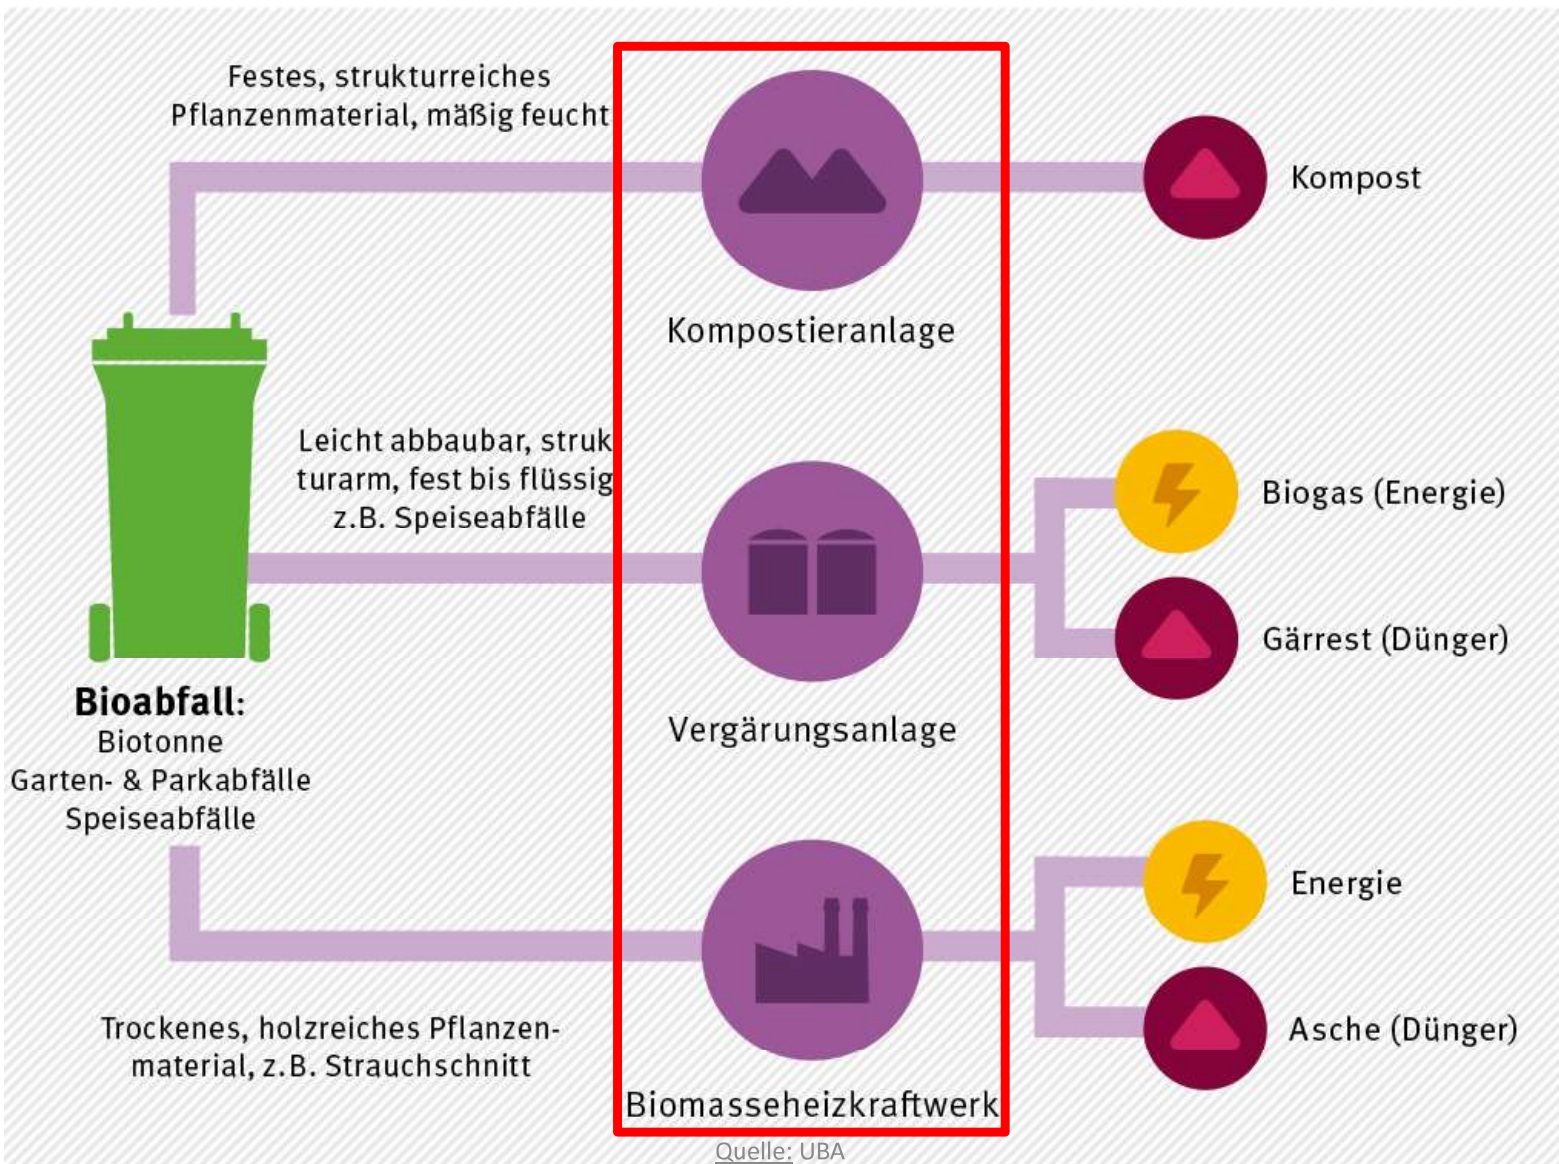 Festes, strukturreiches
Pflanzenmaterial, mäßig feucht
Kompostieranlage
Kompost
Leicht abbaubar, struk
turarm, fest bis flüssig
z.B. Speiseabfälle
Vergärungsanlage
Biogas (Energie)
Gärrest (Dünger)
Bioabfall:
Biotonne
Garten- & Parkabfälle
Speiseabfälle
Trockenes, holzreiches Pflanzen-
material, z.B. Strauchschnitt
Biomasseheizkraftwerk
Energie
Asche (Dünger)
Quelle: UBA